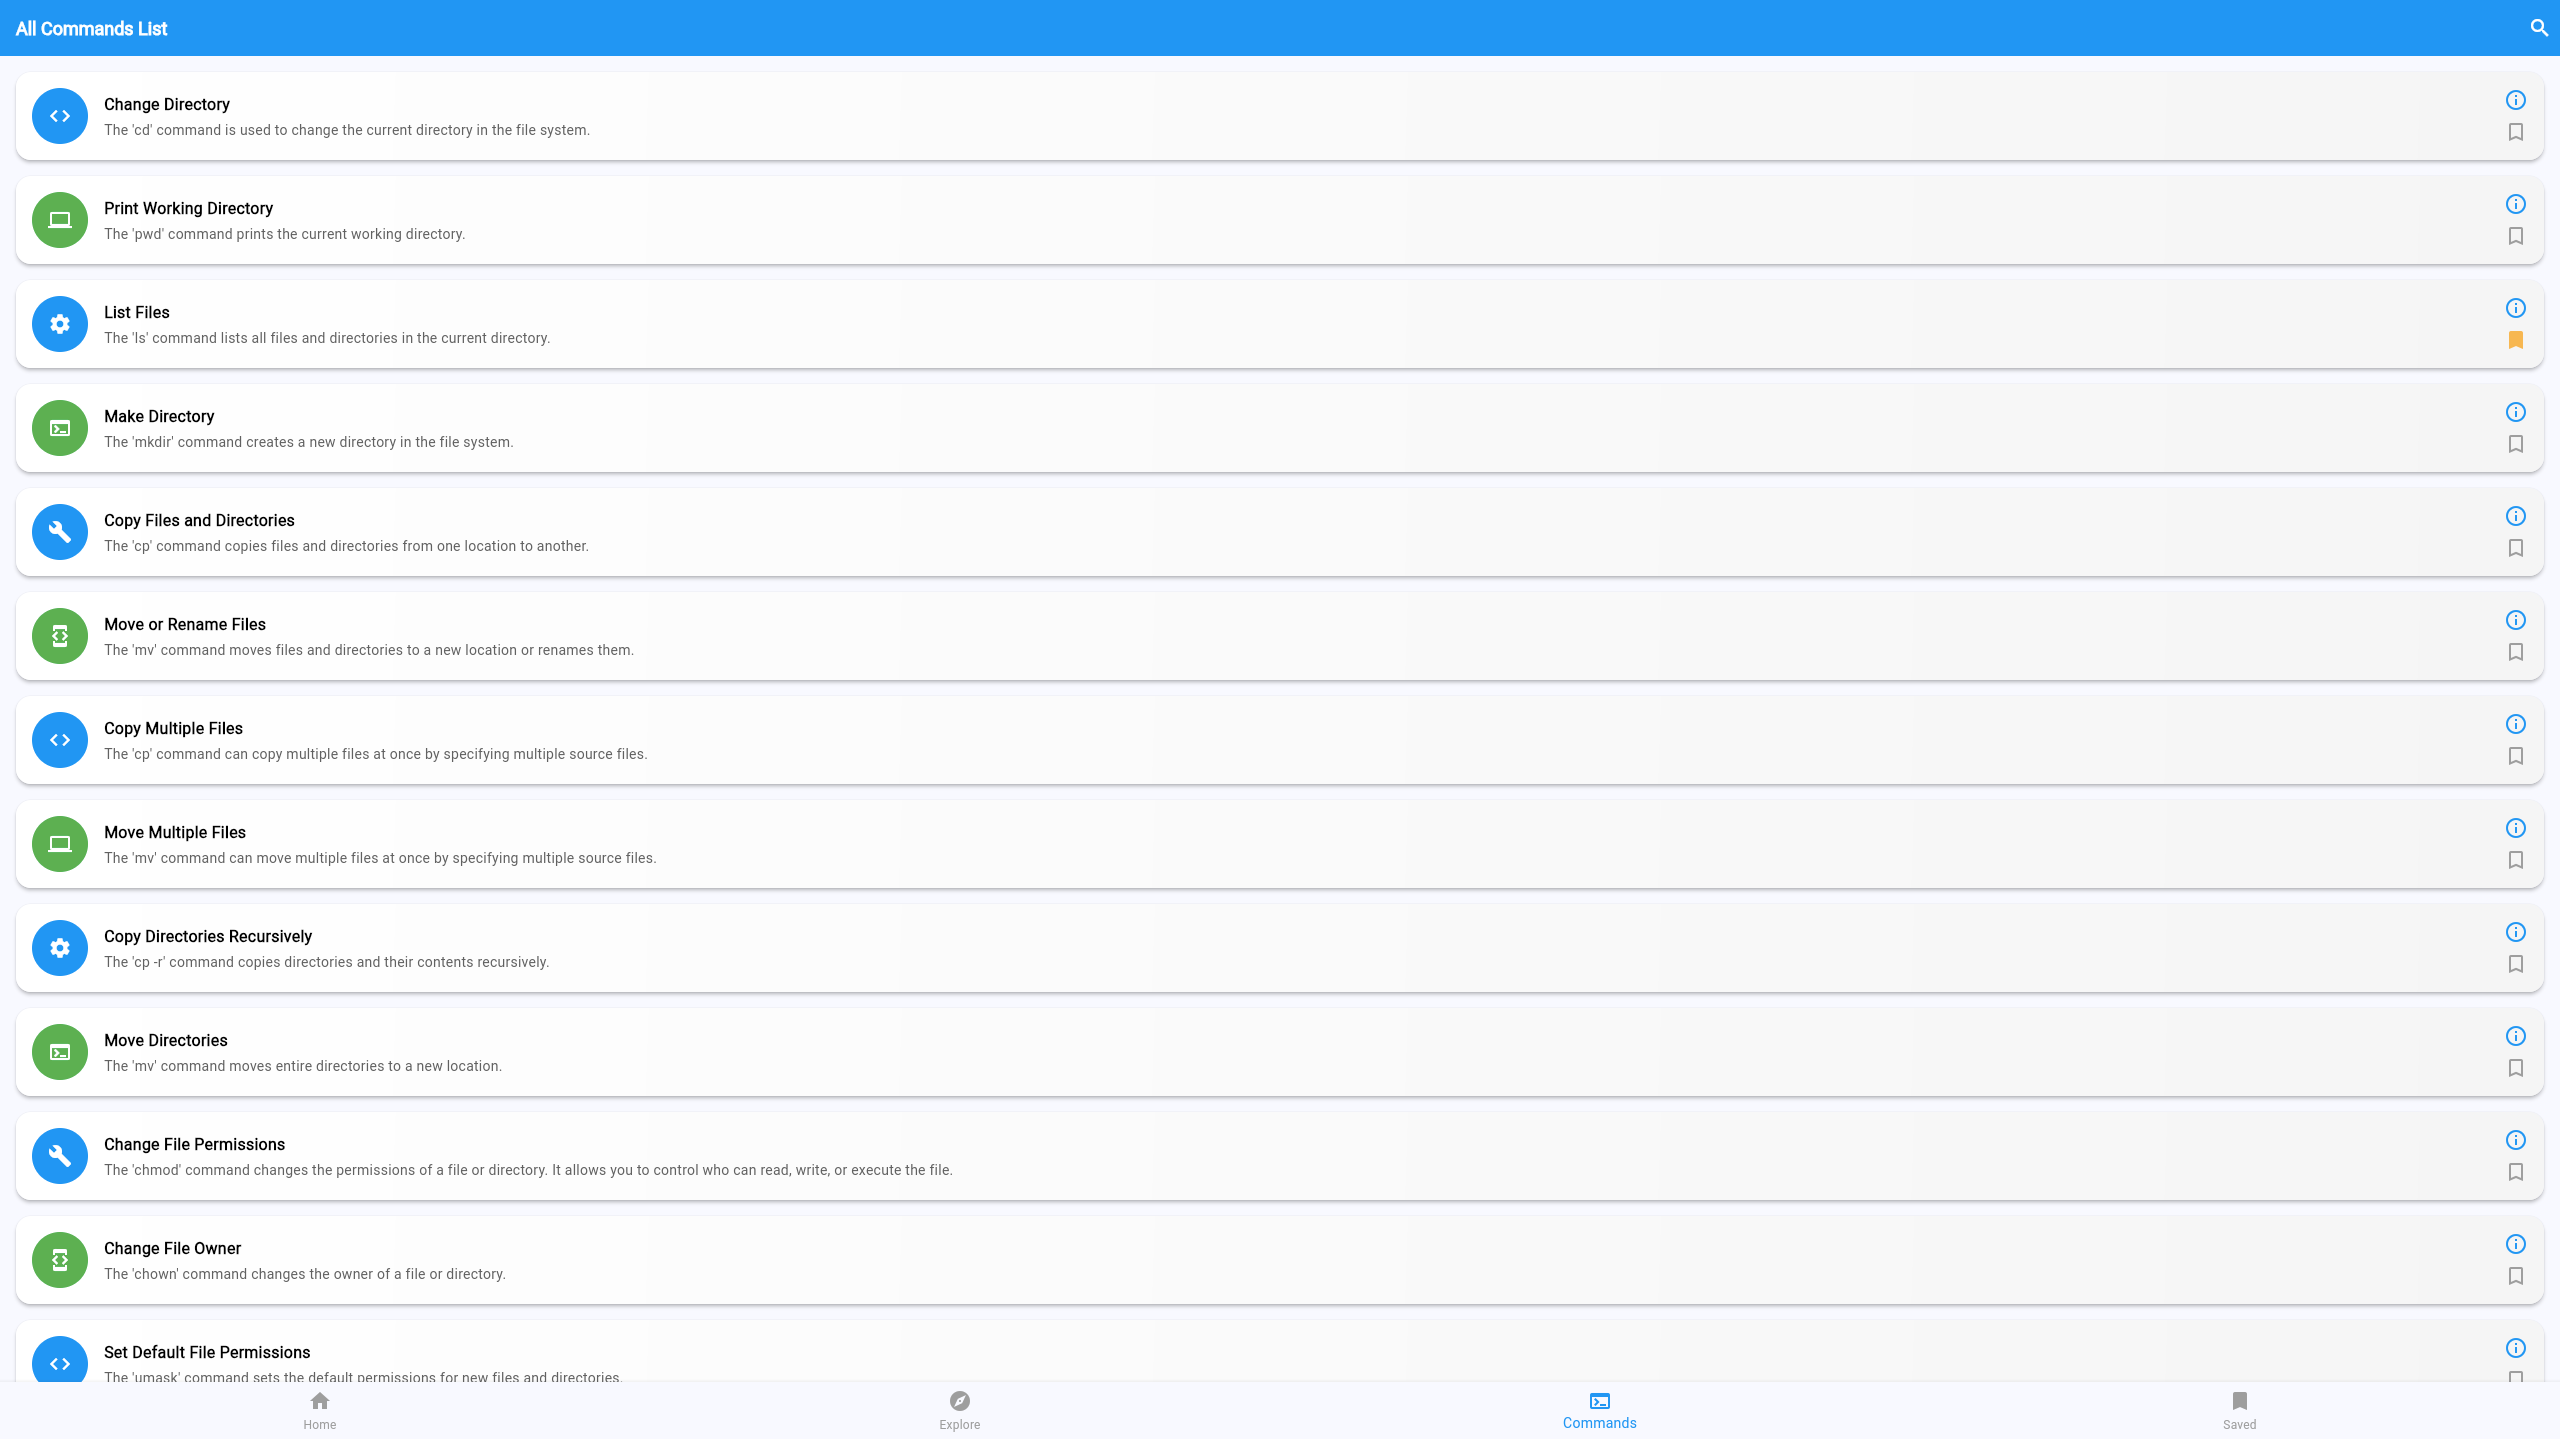 All Commands List
Change Directory
The 'cd' command is used to change the current directory in the file system.
Print Working Directory
The 'pwd' command prints the current working directory.
List Files
The 'ls' command lists all files and directories in the current directory.
Make Directory
The 'mkdir' command creates a new directory in the file system.
Copy Files and Directories
The 'cp' command copies files and directories from one location to another.
Move or Rename Files
The 'mv' command moves files and directories to a new location or renames them.
Copy Multiple Files
The 'cp' command can copy multiple files at once by specifying multiple source files.
Move Multiple Files
The 'mv' command can move multiple files at once by specifying multiple source files.
Copy Directories Recursively
The 'cp -r' command copies directories and their contents recursively.
Move Directories
The 'mv' command moves entire directories to a new location.
Change File Permissions
The 'chmod' command changes the permissions of a file or directory. It allows you to control who can read, write, or execute the file.
Change File Owner
The 'chown' command changes the owner of a file or directory.
Set Default File Permissions
The 'umask' command sets the default permissions for new files and directories.
Home
Explore
Commands
Saved